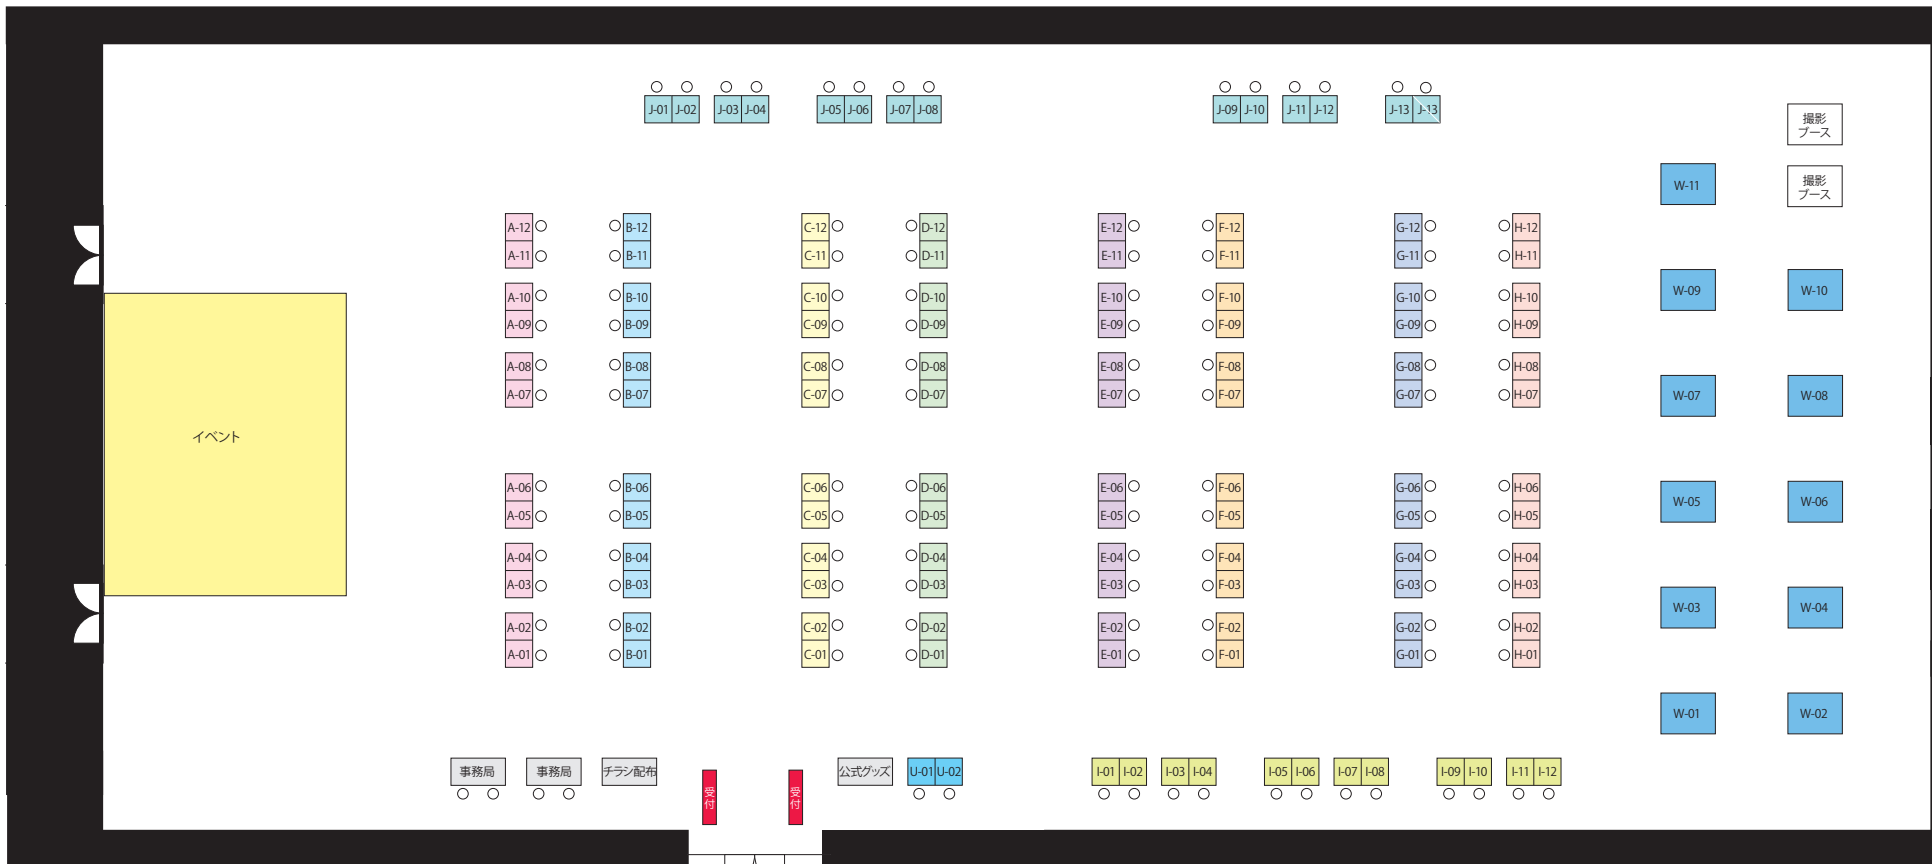 J-01 J-02 J-03 J-04 J-05 J-06 J-07 J-08 J-09 J-10 J-11 J-12 J-13 J-13
撮影
ブース
撮影
ブース
W-11
A-12 B-12 C-12 D-12 E-12 F-12 G-12 H-12
A-11 B-11 C-11 D-11 E-11 F-11 G-11 H-11
A-10 B-10 C-10 D-10 E-10 F-10 G-10 H-10 W-09 W-10
A-09 B-09 C-09 D-09 E-09 F-09 G-09 H-09
A-08 B-08 C-08 D-08 E-08 F-08 G-08 H-08
A-07 B-07 C-07 D-07 E-07 F-07 G-07 H-07 W-07 W-08
イベント
A-06 B-06 C-06 D-06 E-06 F-06 G-06 H-06 W-05 W-06
A-05 B-05 C-05 D-05 E-05 F-05 G-05 H-05
A-04 B-04 C-04 D-04 E-04 F-04 G-04 H-04
A-03 B-03 C-03 D-03 E-03 F-03 G-03 H-03
W-03 W-04
A-02 B-02 C-02 D-02 E-02 F-02 G-02 H-02
A-01 B-01 C-01 D-01 E-01 F-01 G-01 H-01
W-01 W-02
事務局 事務局 チラシ配布 受付 受付 公式グッズ U-01 U-02 I-01 I-02 I-03 I-04 I-05 I-06 I-07 I-08 I-09 I-10 I-11 I-12